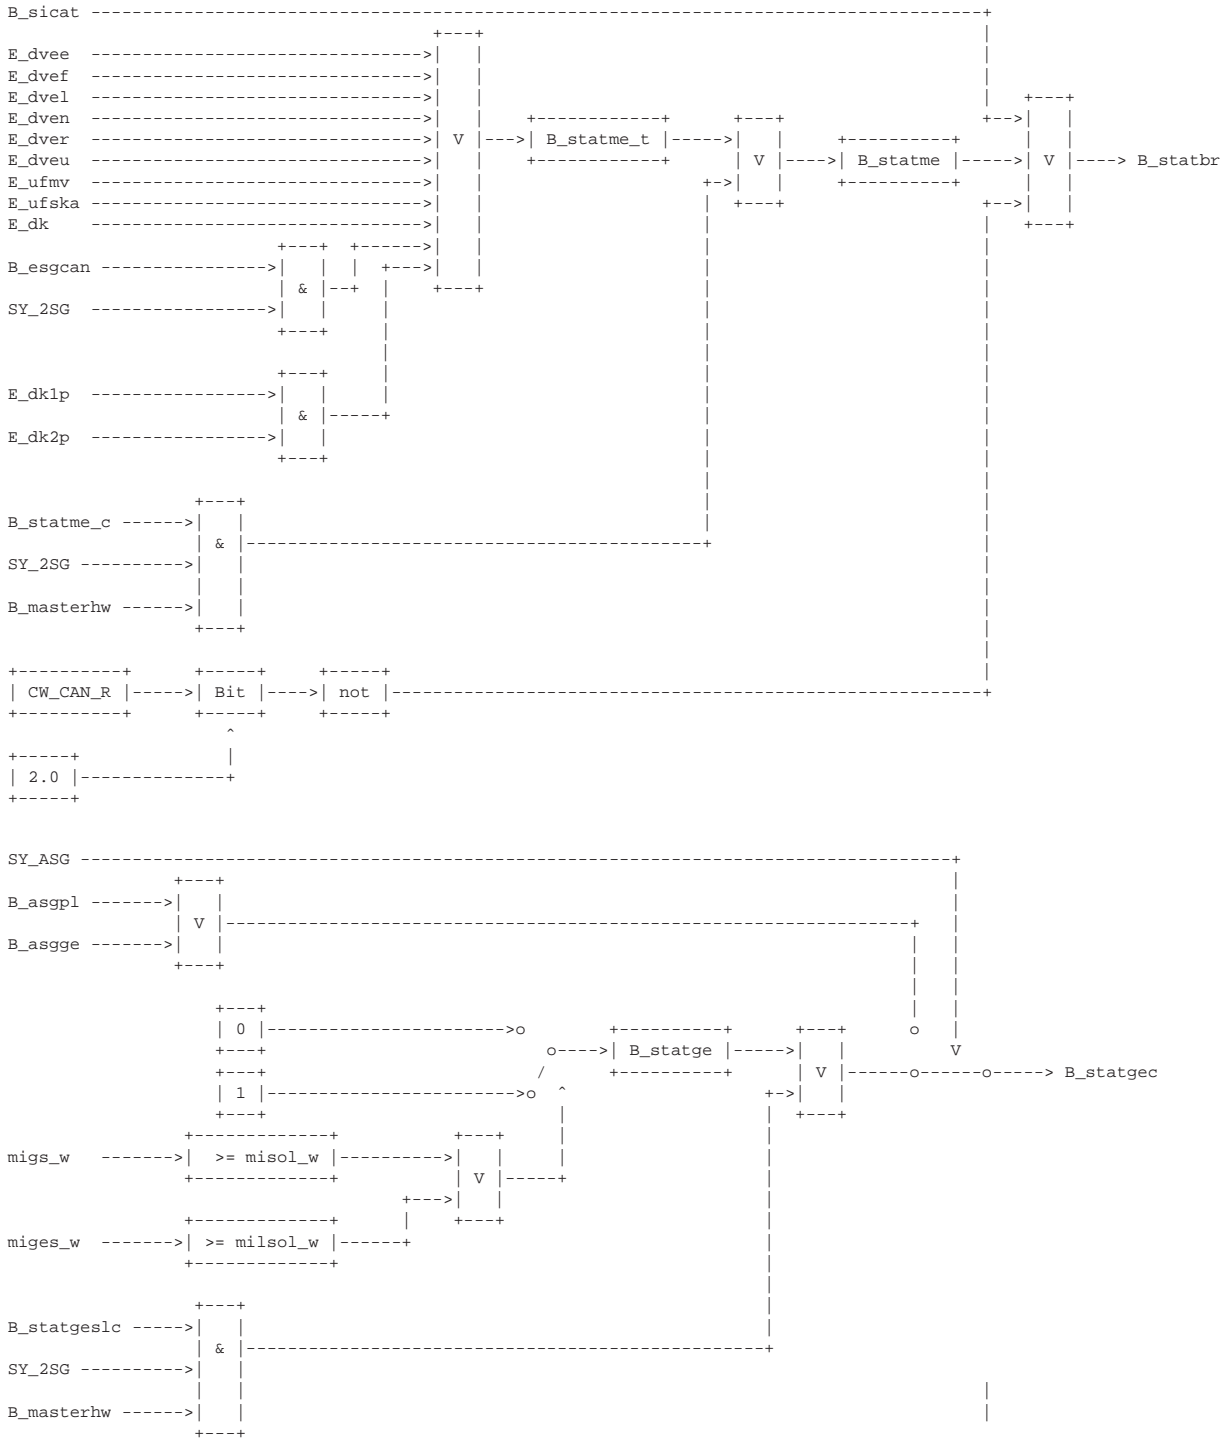 B_sicat
E_dvee
E_dvef
E_dvel
E_dven
E_dver V B_statme_t B_statme V B_statbr
E_dveu V
E_ufmv
E_ufska
E_dk
B_esgcan
&
SY_2SG
E_dk1p
&
E_dk2p
B_statme_c
&
SY_2SG
B_masterhw
CW_CAN_R Bit not
2.0
SY_ASG
B_asgpl
V
B_asgge
0
B_statge V
V B_statgec
1
migs_w >= misol_w
V
miges_w >= milsol_w
B_statgeslc
&
SY_2SG
B_masterhw